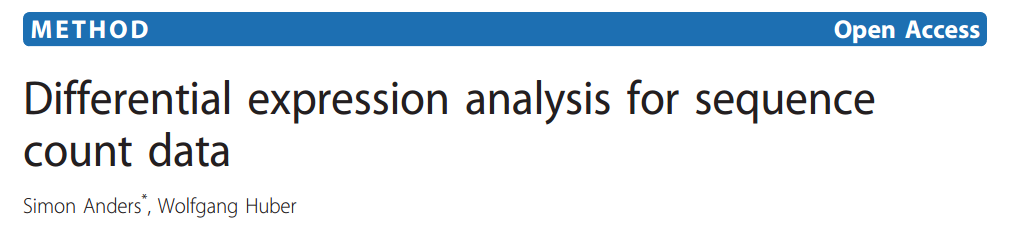 METHOD Open Access
Differential expression analysis for sequence
count data
Simon Anders*, Wolfgang Huber